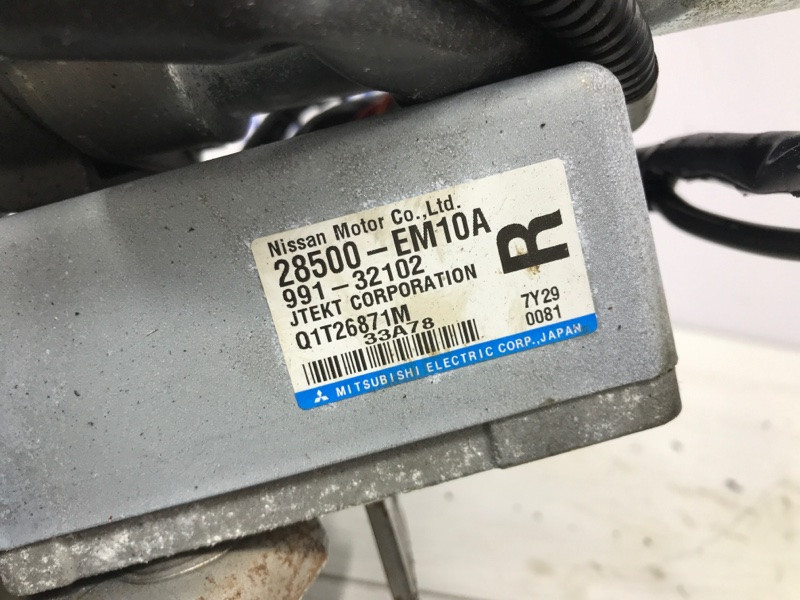 Nissan Motor Co.,Ltd.
28500-EM10A
991-32102
JTEKT CORPORATION
Q1T26871M
33A78
R
7Y29
0081
MITSUBISHI ELECTRIC CORP.,JAPAN